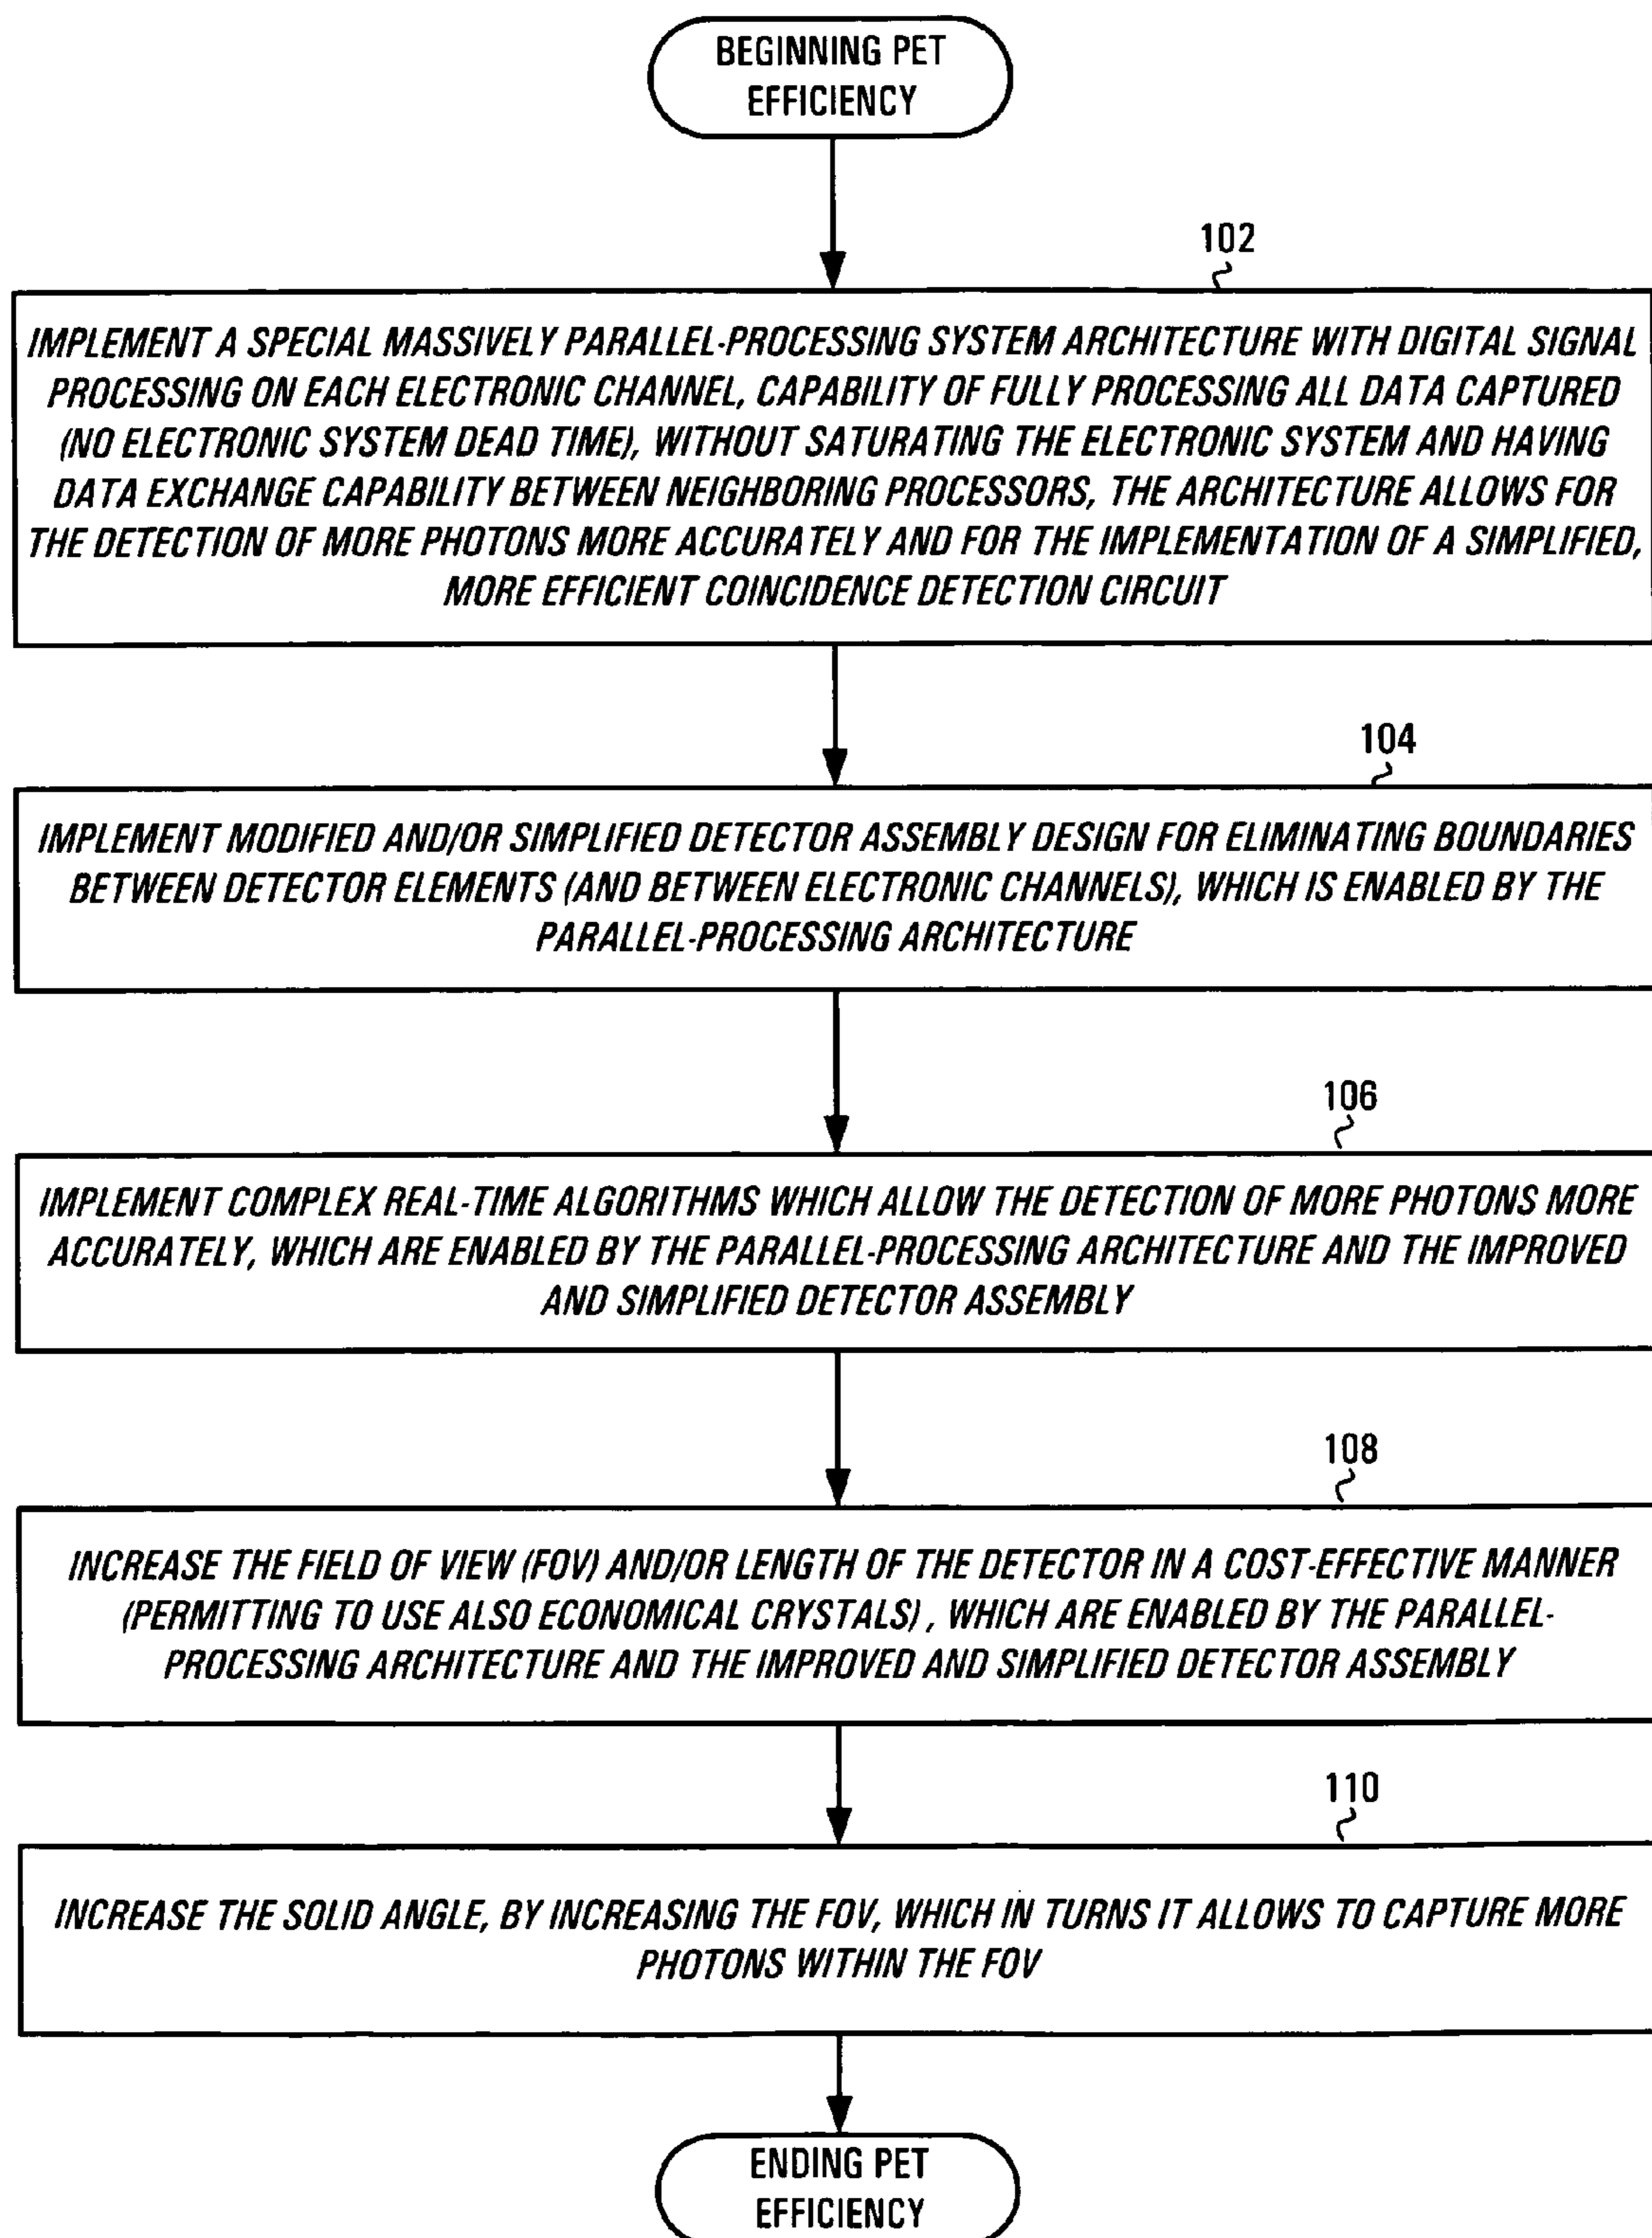 BEGINNING PET
EFFICIENCY
102
IMPLEMENT A SPECIAL MASSIVELY PARALLEL-PROCESSING SYSTEM ARCHITECTURE WITH DIGITAL SIGNAL
PROCESSING ON EACH ELECTRONIC CHANNEL, CAPABILITY OF FULLY PROCESSING ALL DATA CAPTURED
(NO ELECTRONIC SYSTEM DEAD TIME), WITHOUT SATURATING THE ELECTRONIC SYSTEM AND HAVING
DATA EXCHANGE CAPABILITY BETWEEN NEIGHBORING PROCESSORS, THE ARCHITECTURE ALLOWS FOR
THE DETECTION OF MORE PHOTONS MORE ACCURATELY AND FOR THE IMPLEMENTATION OF A SIMPLIFIED,
MORE EFFICIENT COINCIDENCE DETECTION CIRCUIT
104
IMPLEMENT MODIFIED AND/OR SIMPLIFIED DETECTOR ASSEMBLY DESIGN FOR ELIMINATING BOUNDARIES
BETWEEN DETECTOR ELEMENTS (AND BETWEEN ELECTRONIC CHANNELS), WHICH IS ENABLED BY THE
PARALLEL-PROCESSING ARCHITECTURE
106
IMPLEMENT COMPLEX REAL-TIME ALGORITHMS WHICH ALLOW THE DETECTION OF MORE PHOTONS MORE
ACCURATELY, WHICH ARE ENABLED BY THE PARALLEL-PROCESSING ARCHITECTURE AND THE IMPROVED
AND SIMPLIFIED DETECTOR ASSEMBLY
108
INCREASE THE FIELD OF VIEW (FOV) AND/OR LENGTH OF THE DETECTOR IN A COST-EFFECTIVE MANNER
(PERMITTING TO USE ALSO ECONOMICAL CRYSTALS) , WHICH ARE ENABLED BY THE PARALLEL-
PROCESSING ARCHITECTURE AND THE IMPROVED AND SIMPLIFIED DETECTOR ASSEMBLY
110
INCREASE THE SOLID ANGLE, BY INCREASING THE FOV, WHICH IN TURNS IT ALLOWS TO CAPTURE MORE
PHOTONS WITHIN THE FOV
ENDING PET
EFFICIENCY